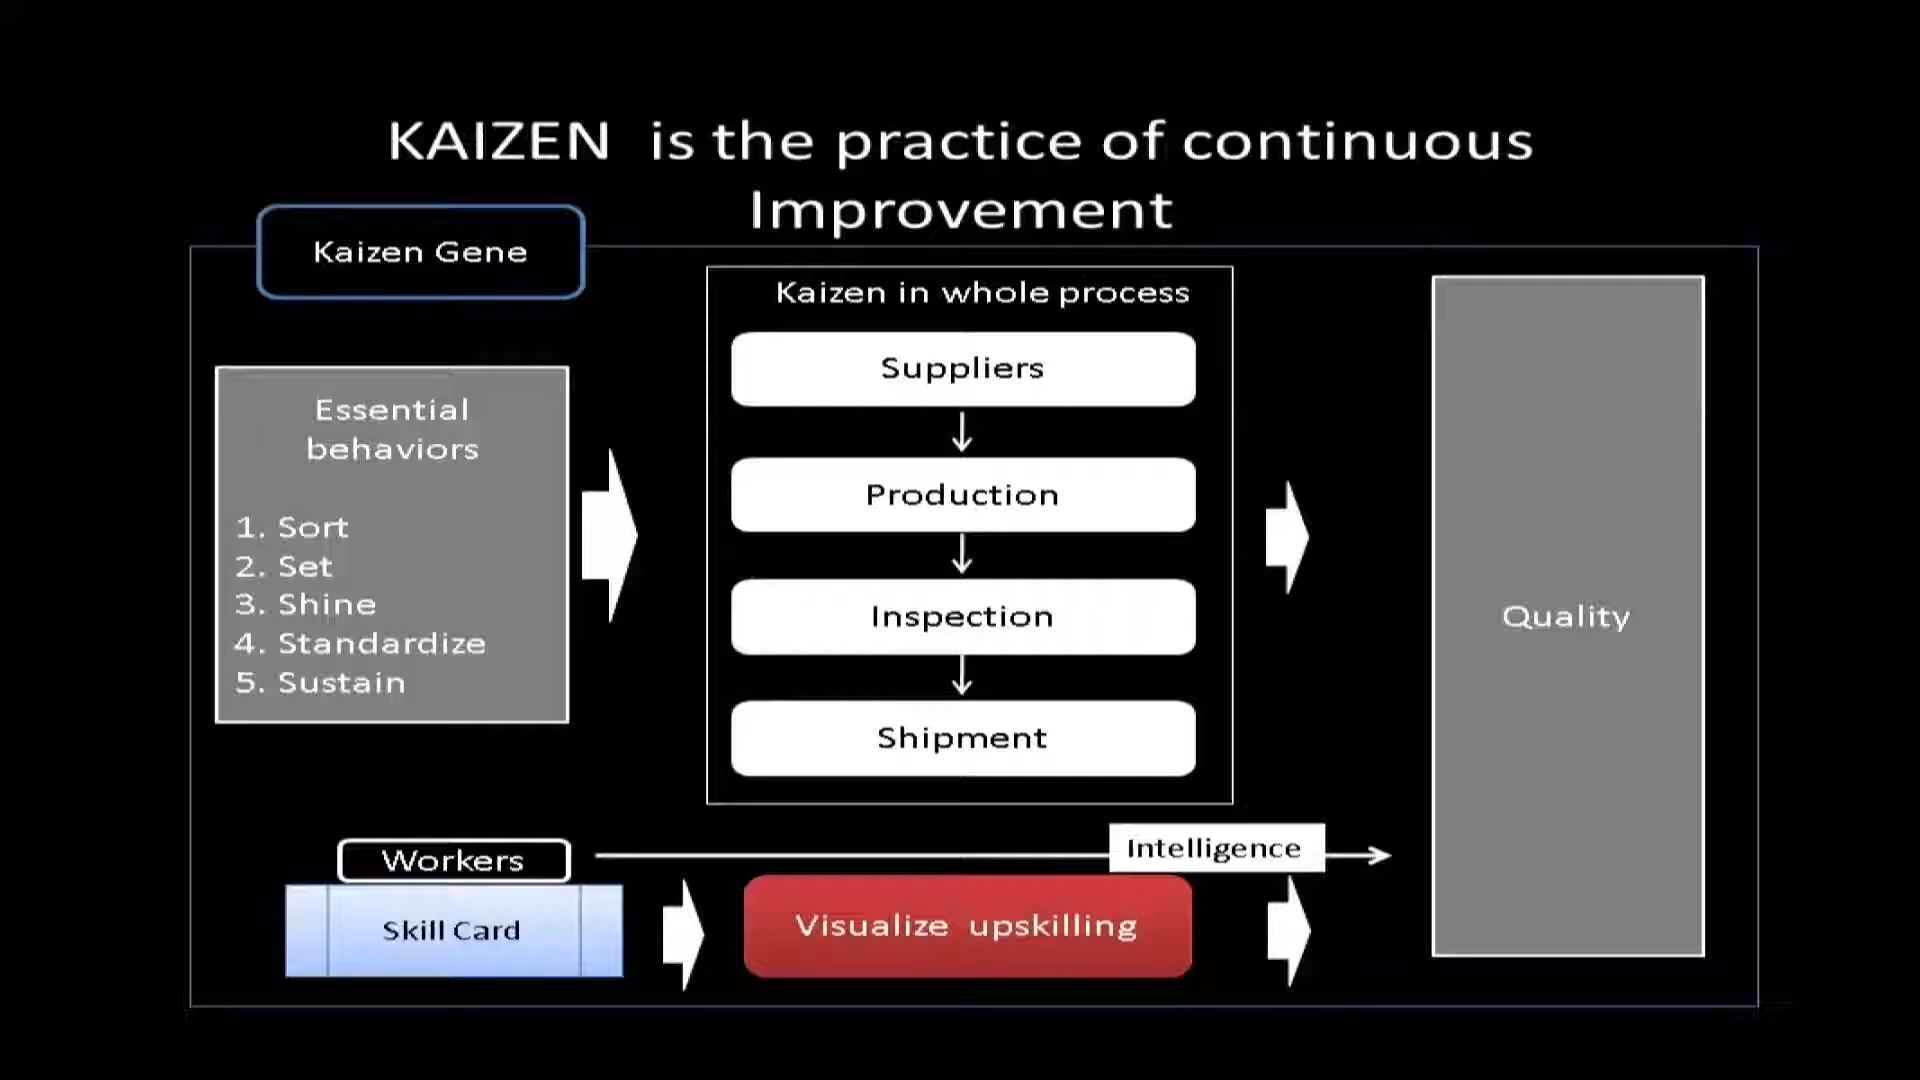 KAIZEN is the practice of continuous
Improvement
Kaizen Gene
Essential
behaviors
1. Sort
2. Set
3. Shine
4. Standardize
5. Sustain
Kaizen in whole process
Suppliers
Production
Inspection
Shipment
Quality
Workers
Intelligence
Skill Card
Visualize upskilling